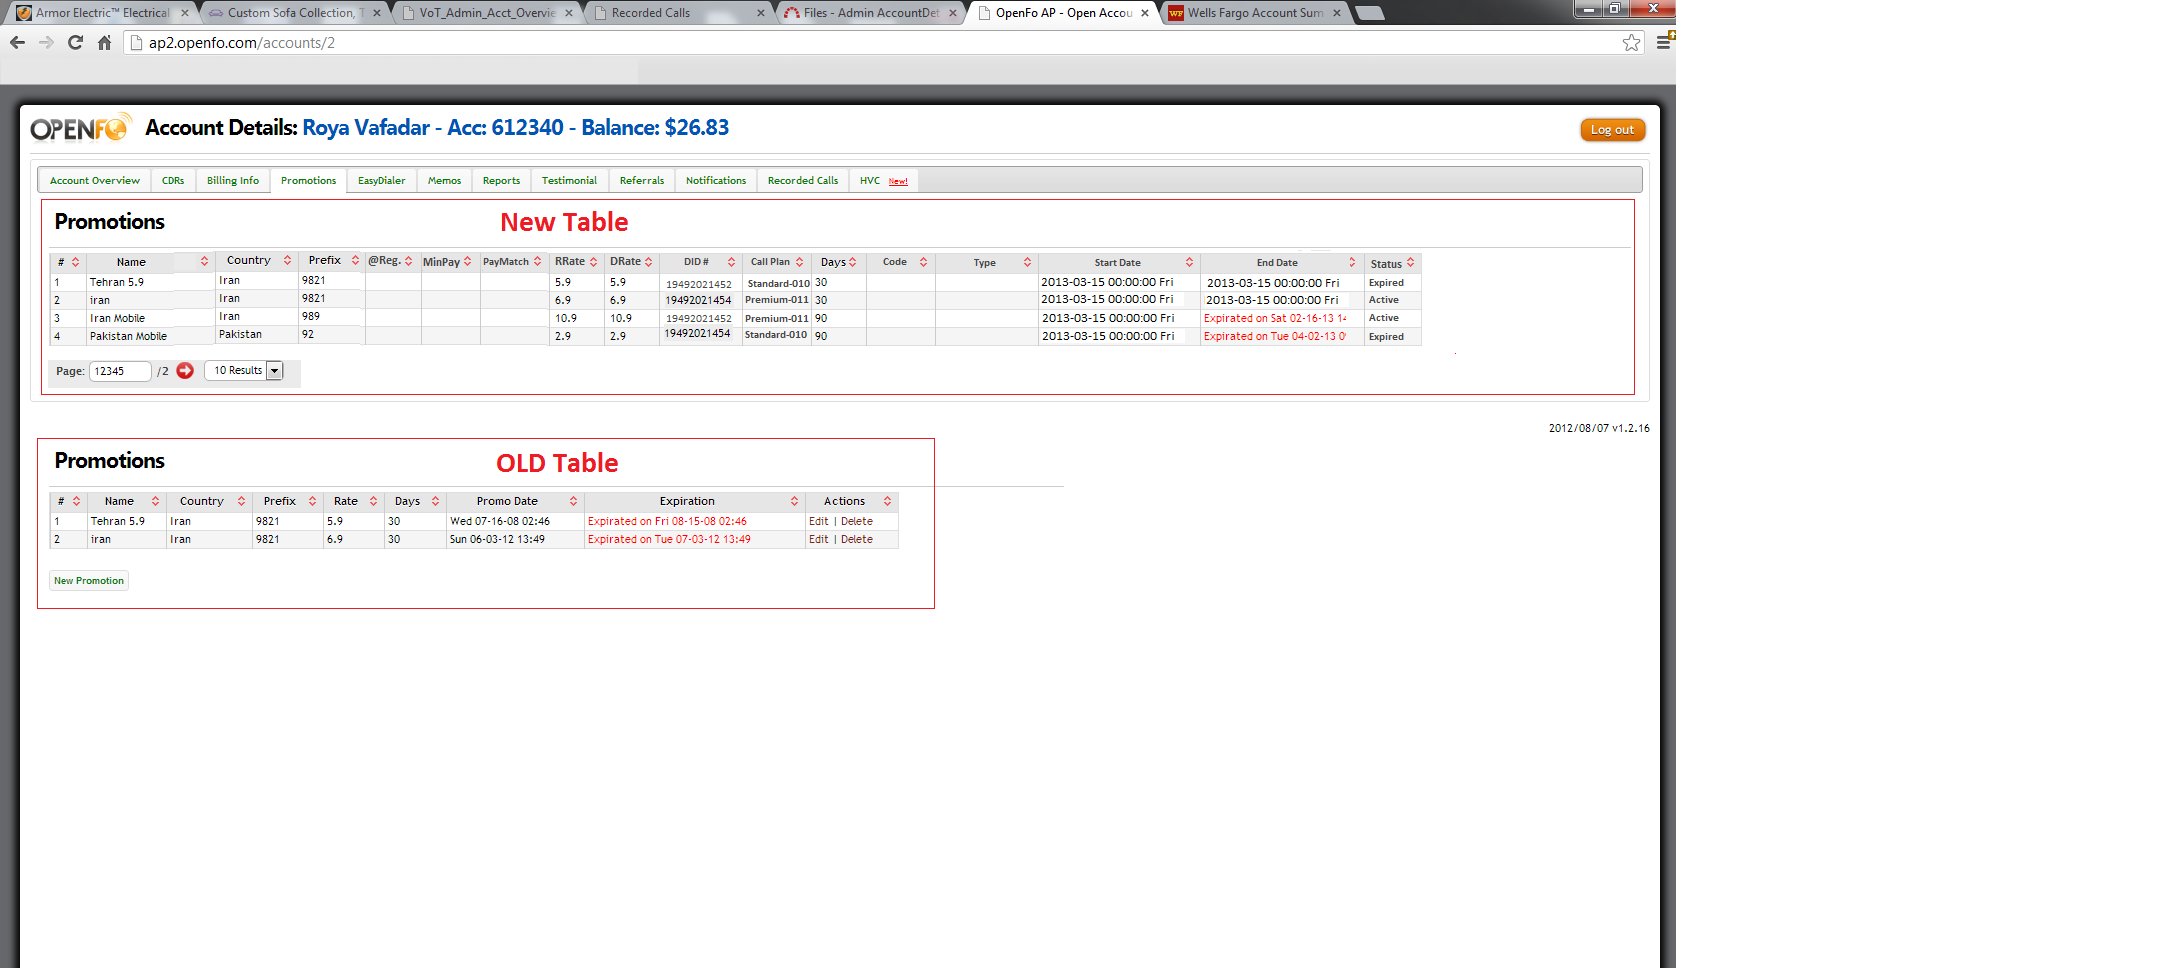 Armor Electric™ Electrical
Custom Sofa Collection, T
VoT_Admin_Acct_Overvie
Recorded Calls
Files - Admin AccountDet
OpenFo AP - Open Accou
WF Wells Fargo Account Sum
ap2.openfo.com/accounts/2
OPENFO Account Details: Roya Vafadar - Acc: 612340 - Balance: $26.83 Log out
Account Overview CDRs Billing Info Promotions EasyDialer Memos Reports Testimonial Referrals Notifications Recorded Calls HVC New!
Promotions New Table
# Name Country Prefix @Reg. MinPay PayMatch RRate DRate DID # Call Plan Days Code Type Start Date End Date Status
1 Tehran 5.9 Iran 9821 5.9 5.9 19492021452 Standard-010 30 2013-03-15 00:00:00 Fri 2013-03-15 00:00:00 Fri Expired
2 iran Iran 9821 6.9 6.9 19492021454 Premium-011 30 2013-03-15 00:00:00 Fri 2013-03-15 00:00:00 Fri Active
3 Iran Mobile Iran 989 10.9 10.9 19492021452 Premium-011 90 2013-03-15 00:00:00 Fri Expirated on Sat 02-16-13 Active
4 Pakistan Mobile Pakistan 92 2.9 2.9 19492021454 Standard-010 90 2013-03-15 00:00:00 Fri Expirated on Tue 04-02-13 Expired
Page: 12345 /2 10 Results
2012/08/07 v1.2.16
Promotions OLD Table
# Name Country Prefix Rate Days Promo Date Expiration Actions
1 Tehran 5.9 Iran 9821 5.9 30 Wed 07-16-08 02:46 Expirated on Fri 08-15-08 02:46 Edit | Delete
2 iran Iran 9821 6.9 30 Sun 06-03-12 13:49 Expirated on Tue 07-03-12 13:49 Edit | Delete
New Promotion